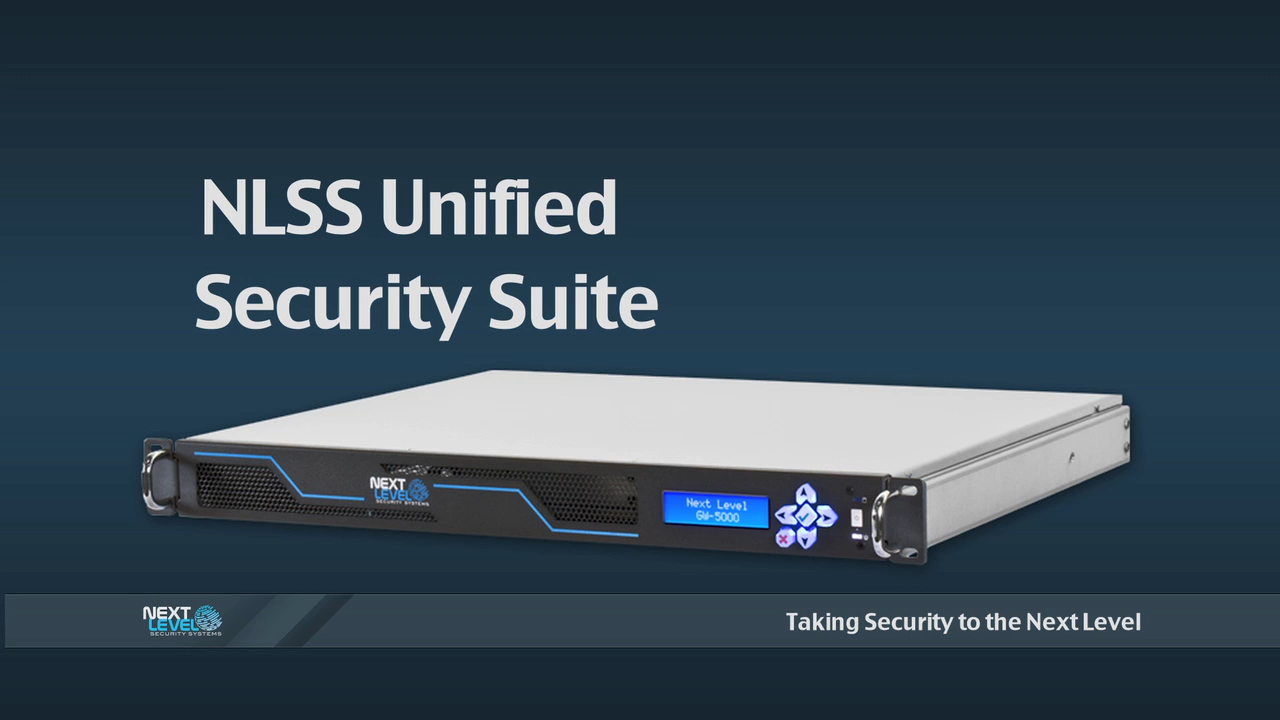 NLSS Unified
Security Suite
NEXT
LEVEL
SECURITY SYSTEMS
Next Level
GW-5000
NEXT
LEVEL
SECURITY SYSTEMS
Taking Security to the Next Level